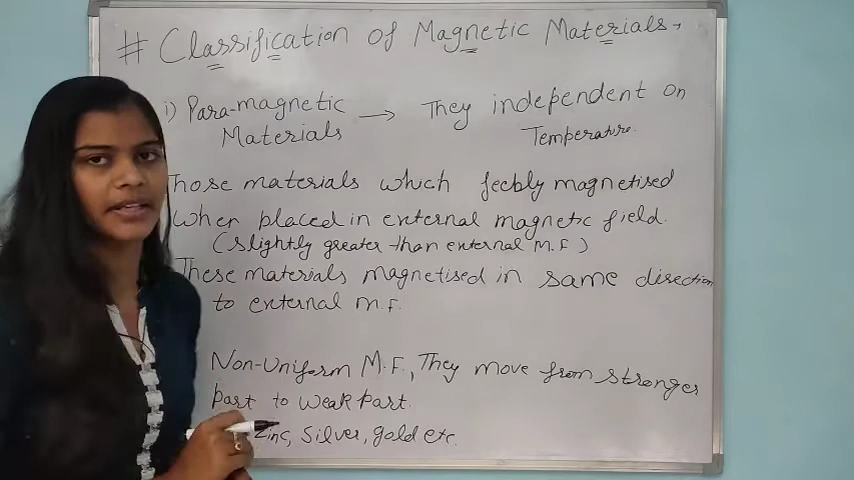 # Classification of Magnetic Materials →
i) Para-magnetic → They independent on
Materials Temperature.
Those materials which feebly magnetised
when placed in external magnetic field.
(slightly greater than external M.F)
These materials magnetised in same direction
to external M.F.
Non-Uniform M.F., They move from stronger
part to weak part.
Zinc, Silver, gold etc.